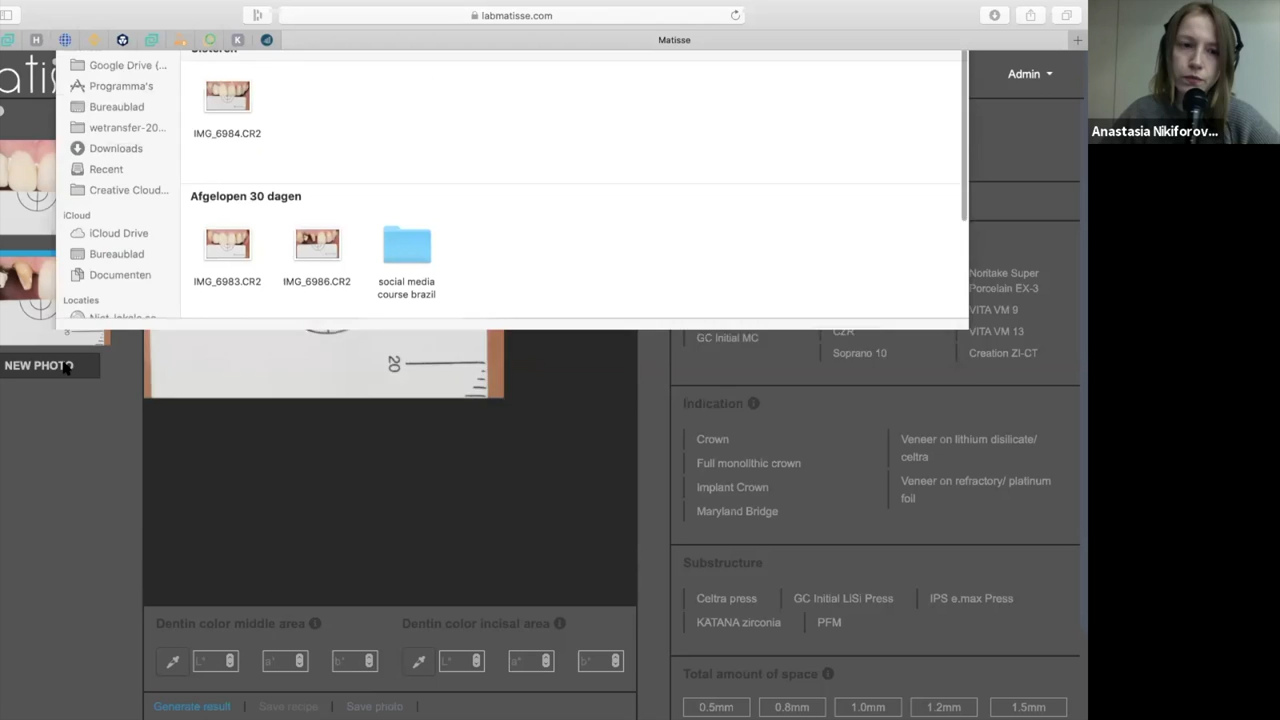 labmatisse.com
Matisse
H
K
Google Drive (...
Programma's
Bureaublad
wetransfer-20...
Downloads
Recent
Creative Cloud...
iCloud
iCloud Drive
Bureaublad
Documenten
Locaties
Gisteren
IMG_6984.CR2
Afgelopen 30 dagen
IMG_6983.CR2
IMG_6986.CR2
social media
course brazil
Admin
Anastasia Nikiforov...
NEW PHOTO
20
Noritake Super
Porcelain EX-3
VITA VM 9
GC Initial MC
CZR
VITA VM 13
Soprano 10
Creation ZI-CT
Indication
Crown
Full monolithic crown
Implant Crown
Maryland Bridge
Veneer on lithium disilicate/
celtra
Veneer on refractory/ platinum
foil
Substructure
Celtra press
GC Initial LiSi Press
IPS e.max Press
KATANA zirconia
PFM
Dentin color middle area
Dentin color incisal area
L* a* b*
L* a* b*
Generate result
Save recipe
Save photo
Total amount of space
0.5mm
0.8mm
1.0mm
1.2mm
1.5mm